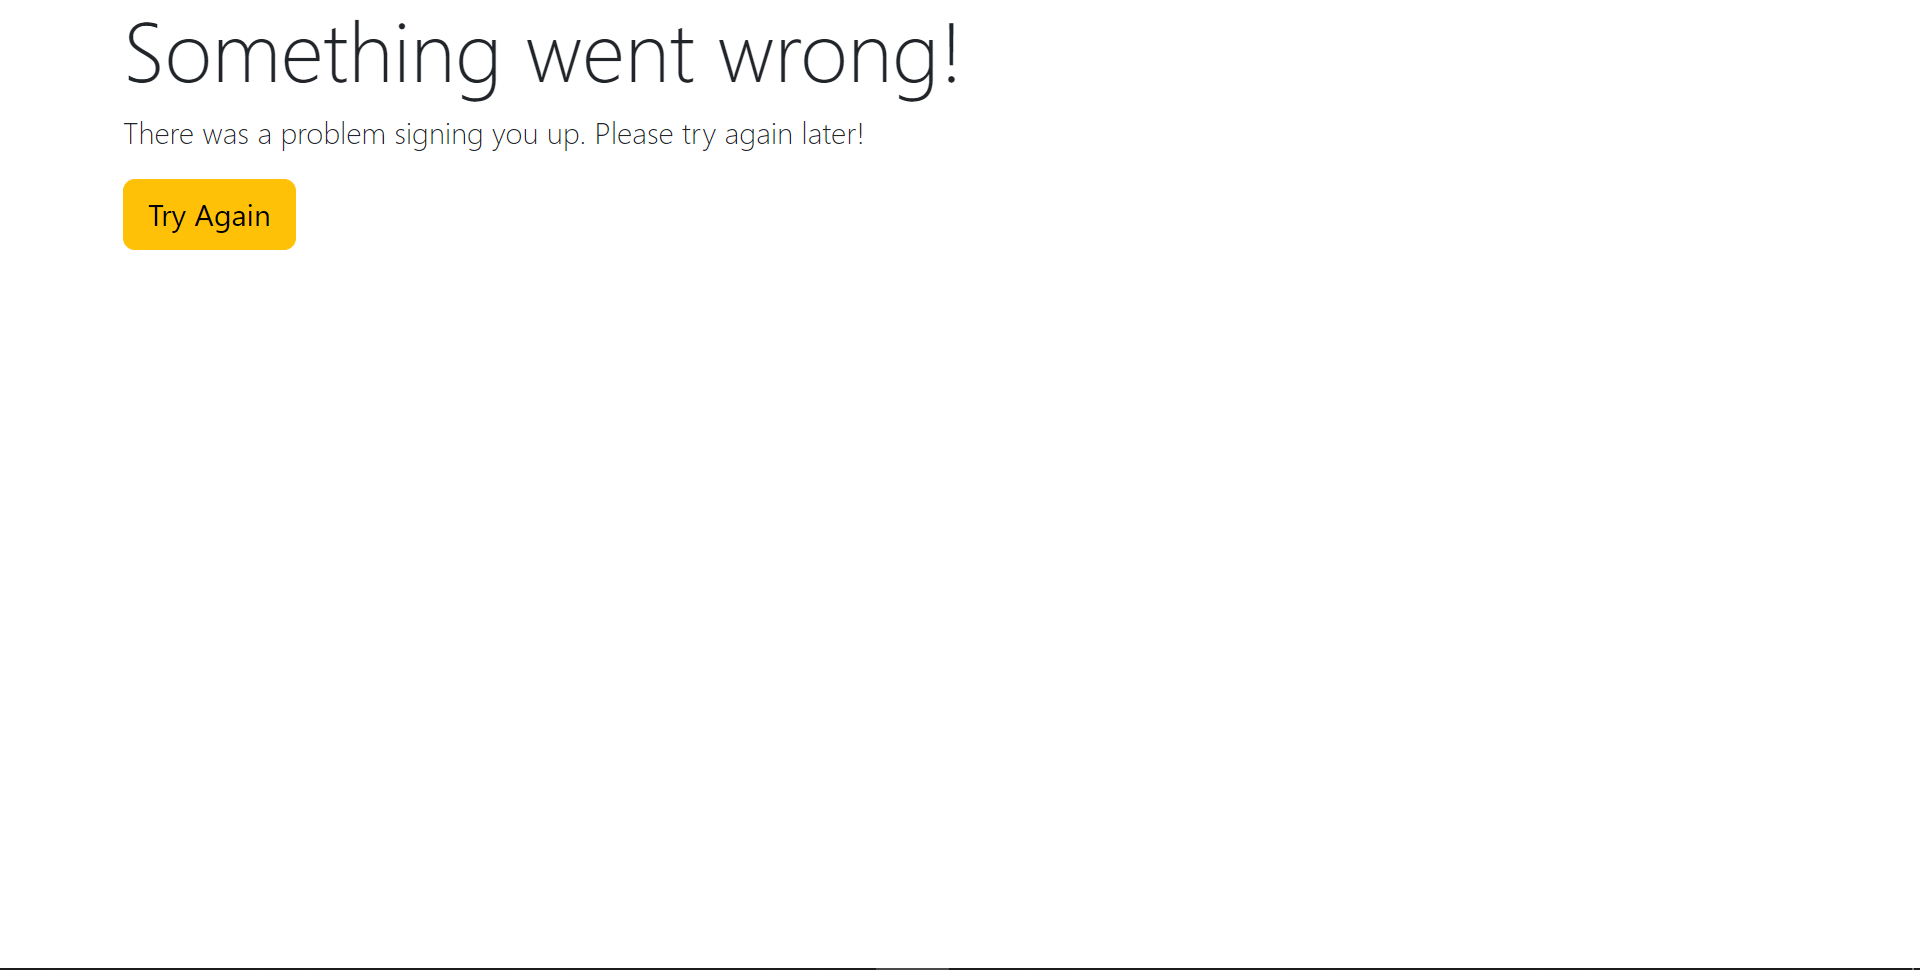 Something went wrong!
There was a problem signing you up. Please try again later!
Try Again